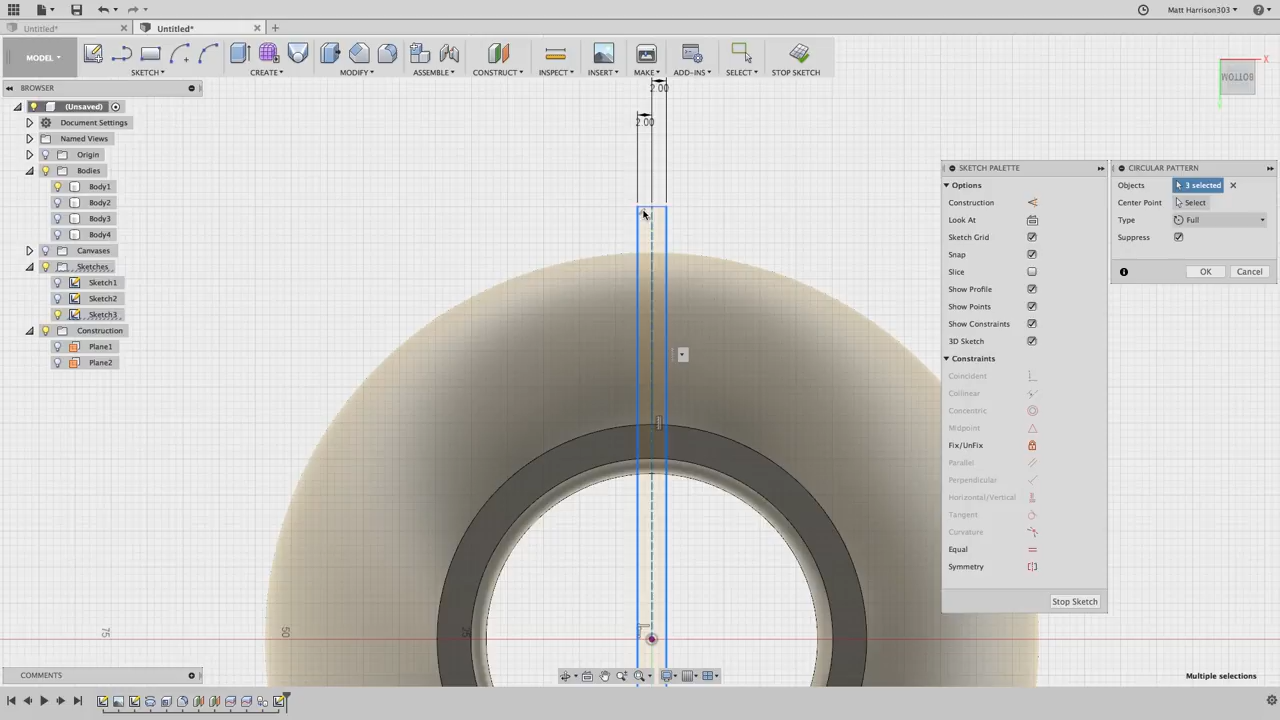 Matt Harrison303
Untitled*
Untitled*
MODEL
SKETCH
CREATE
MODIFY
ASSEMBLE
CONSTRUCT
INSPECT
INSERT
MAKE
ADD-INS
SELECT
STOP SKETCH
BROWSER
(Unsaved)
Document Settings
Named Views
Origin
Bodies
Body1
Body2
Body3
Body4
Canvases
Sketches
Sketch1
Sketch2
Sketch3
Construction
Plane1
Plane2
2.00
2.00
75
50
25
X
BOTTOM
SKETCH PALETTE
Options
Construction
Look At
Sketch Grid
Snap
Slice
Show Profile
Show Points
Show Constraints
3D Sketch
Constraints
Coincident
Collinear
Concentric
Midpoint
Fix/UnFix
Parallel
Perpendicular
Horizontal/Vertical
Tangent
Curvature
Equal
Symmetry
Stop Sketch
CIRCULAR PATTERN
Objects 3 selected
Center Point Select
Type Full
Suppress
OK Cancel
COMMENTS
Multiple selections